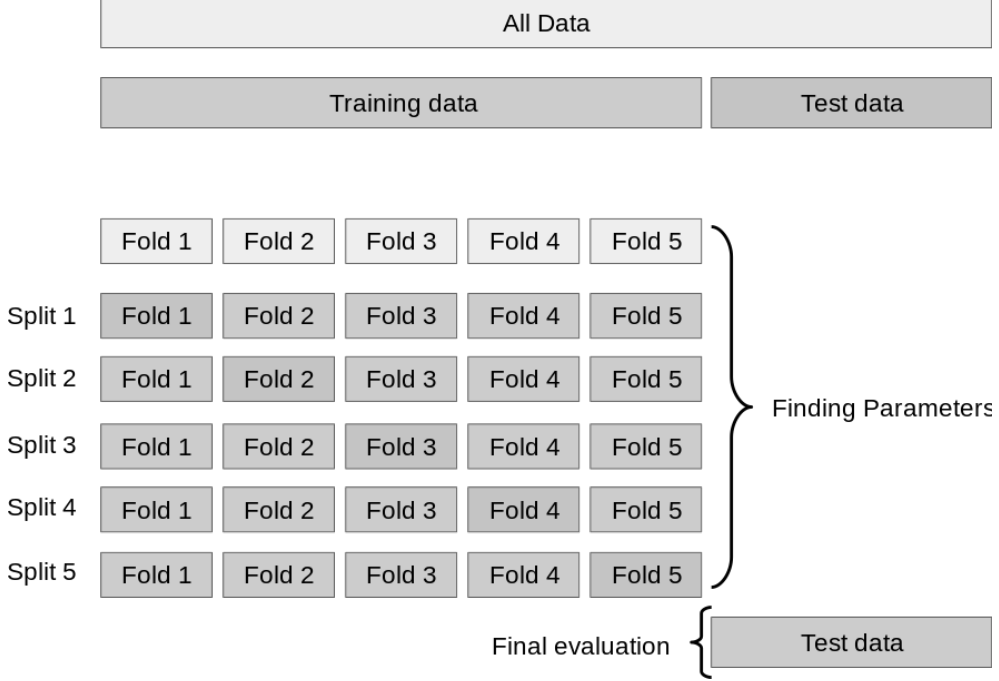 All Data
Training data Test data
Fold 1 Fold 2 Fold 3 Fold 4 Fold 5
Split 1 Fold 1 Fold 2 Fold 3 Fold 4 Fold 5
Split 2 Fold 1 Fold 2 Fold 3 Fold 4 Fold 5
Finding Parameters
Split 3 Fold 1 Fold 2 Fold 3 Fold 4 Fold 5
Split 4 Fold 1 Fold 2 Fold 3 Fold 4 Fold 5
Split 5 Fold 1 Fold 2 Fold 3 Fold 4 Fold 5
Final evaluation Test data